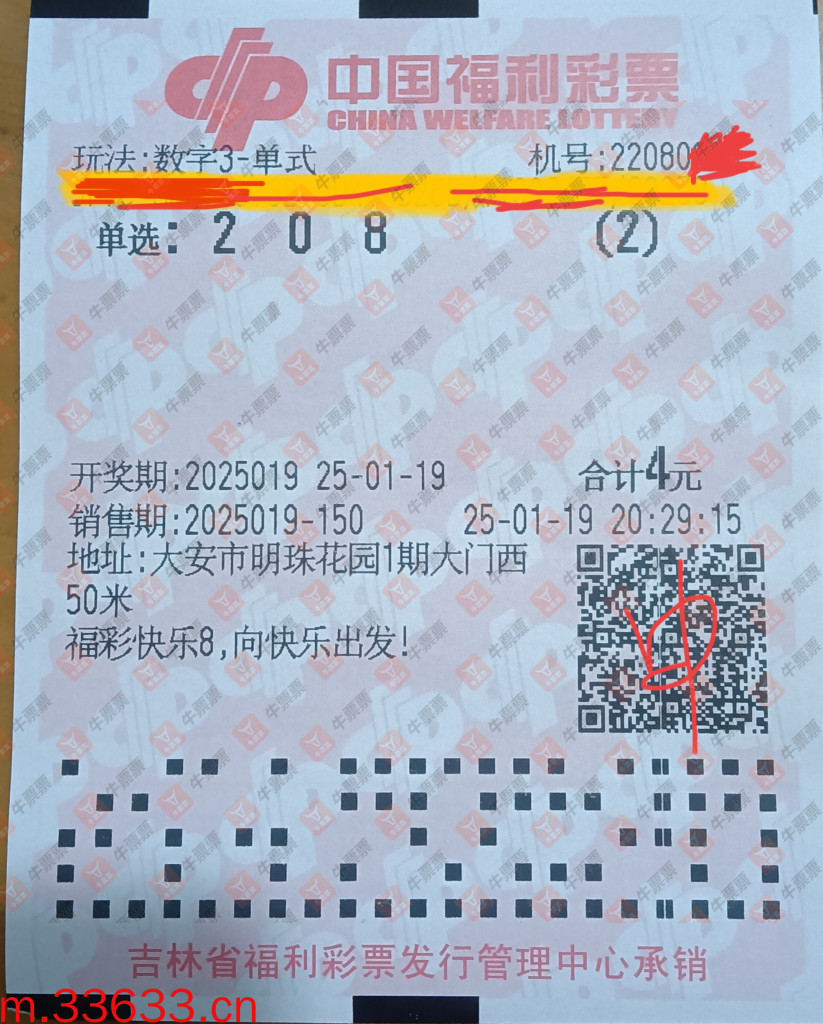 中国福利彩票
CHINA WELFARE LOTTERY
玩法:数字3-单式 机号:22080
单选: 2 0 8 (2)
开奖期:2025019 25-01-19 合计4元
销售期:2025019-150 25-01-19 20:29:15
地址:大安市明珠花园1期大门西
50米
福彩快乐8,向快乐出发!
坤
吉林省福利彩票发行管理中心承销
m.33633.cn
牛票票